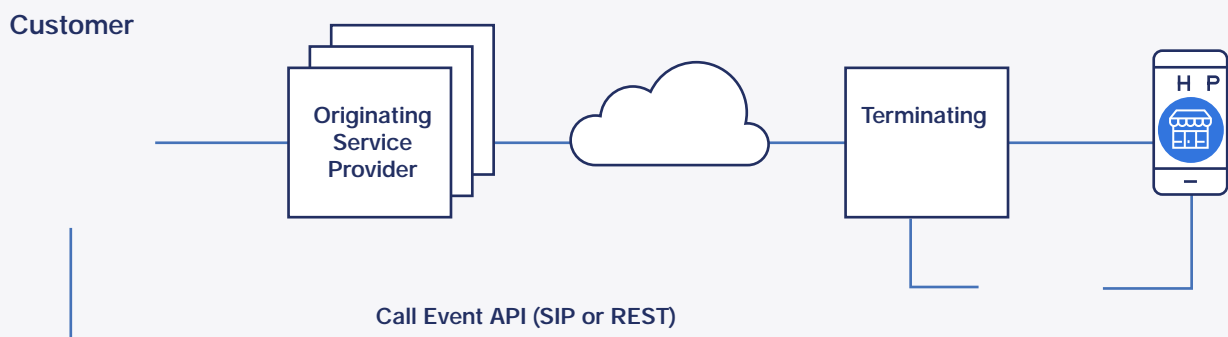 Customer
Originating
Service
Provider
Terminating
H P
Call Event API (SIP or REST)